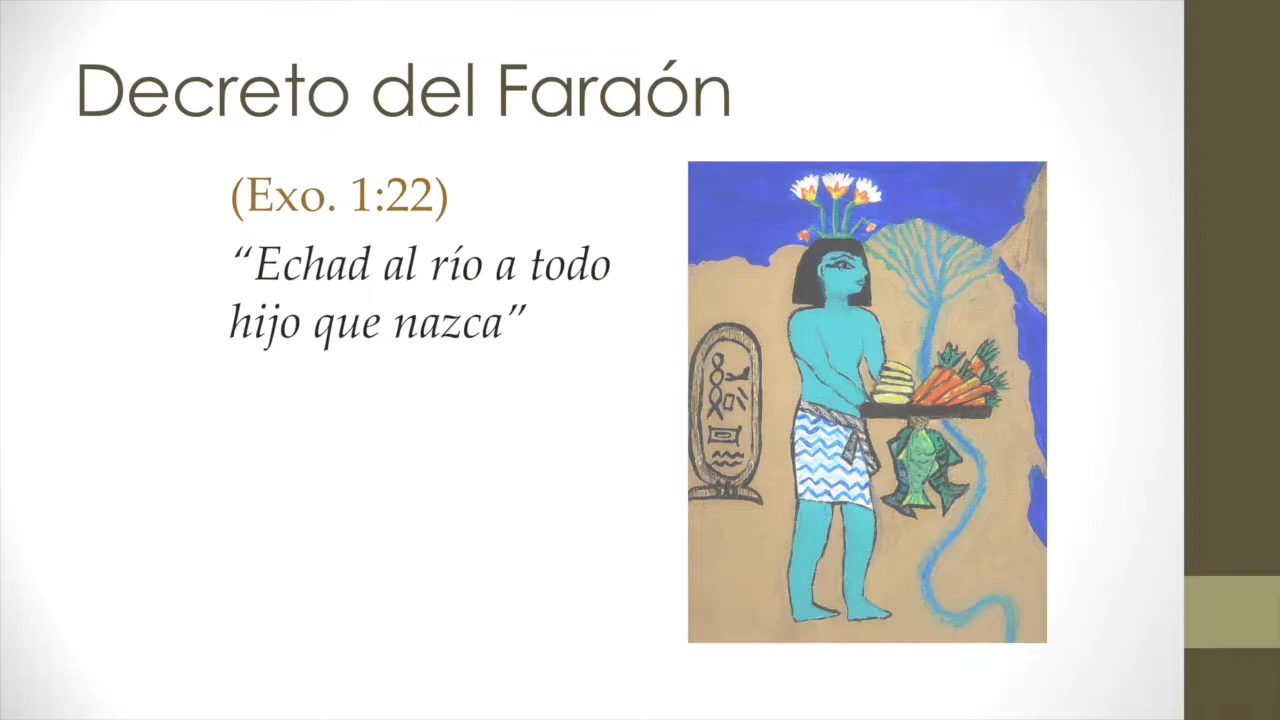 Decreto del Faraón
(Exo. 1:22)
“Echad al río a todo
hijo que nazca”